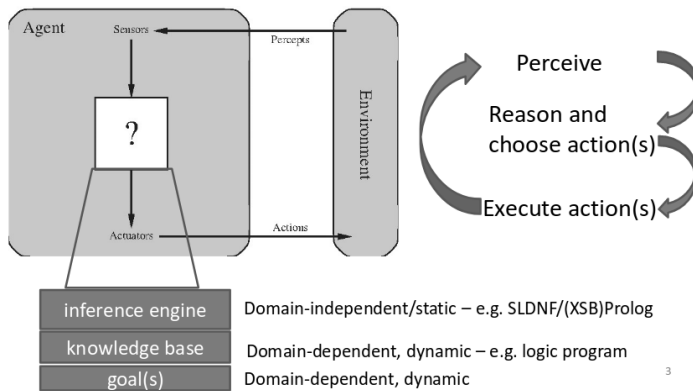 Agent
Sensors
Percepts
?
Environment
Actuators
Actions
Perceive
Reason and
choose action(s)
Execute action(s)
inference engine
Domain-independent/static – e.g. SLDNF/(XSB)Prolog
knowledge base
Domain-dependent, dynamic – e.g. logic program
goal(s)
Domain-dependent, dynamic
3